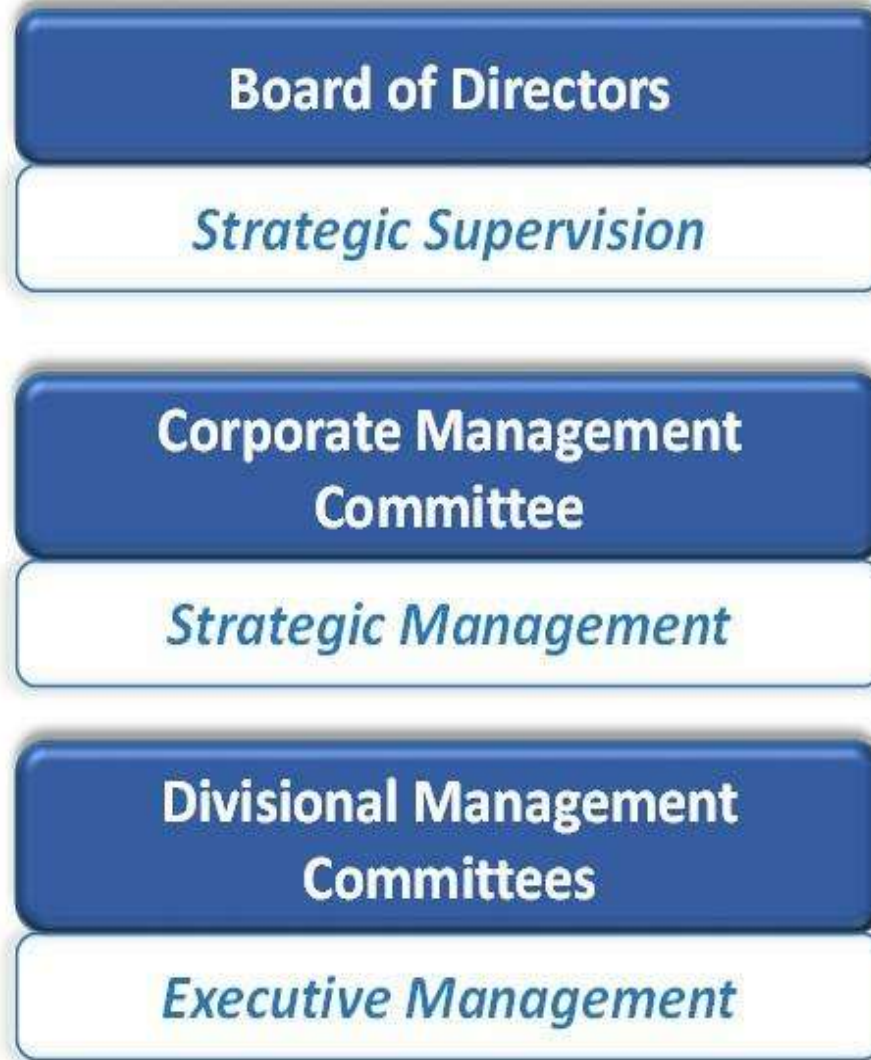 Board of Directors
Strategic Supervision
Corporate Management
Committee
Strategic Management
Divisional Management
Committees
Executive Management